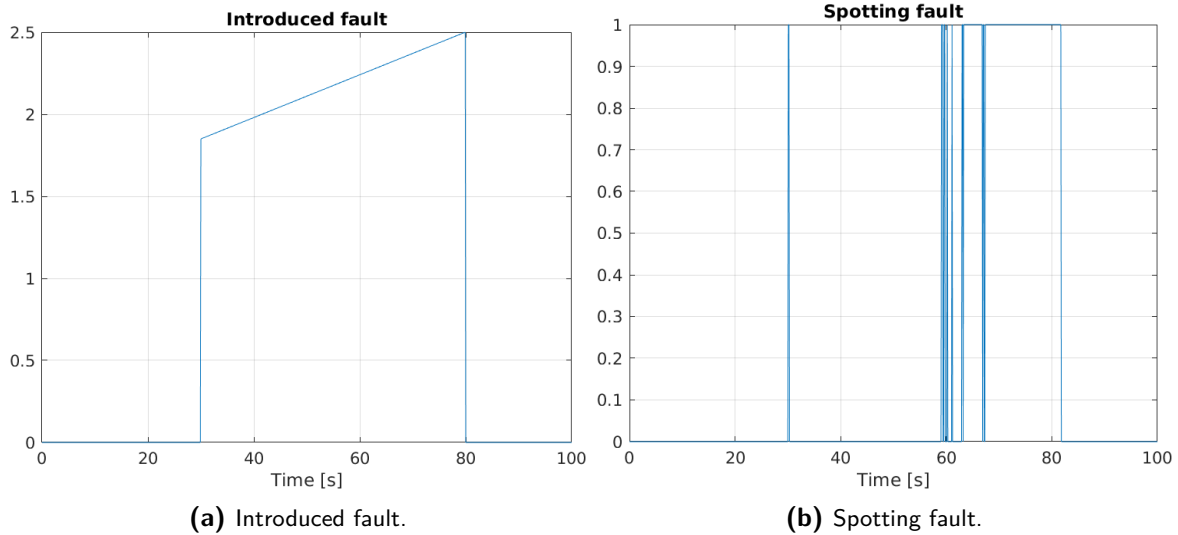 Introduced fault
2.5
2
1.5
1
0.5
0
0 20 40 60 80 100
Time [s]
(a) Introduced fault.
Spotting fault
1
0.9
0.8
0.7
0.6
0.5
0.4
0.3
0.2
0.1
0
0 20 40 60 80 100
Time [s]
(b) Spotting fault.